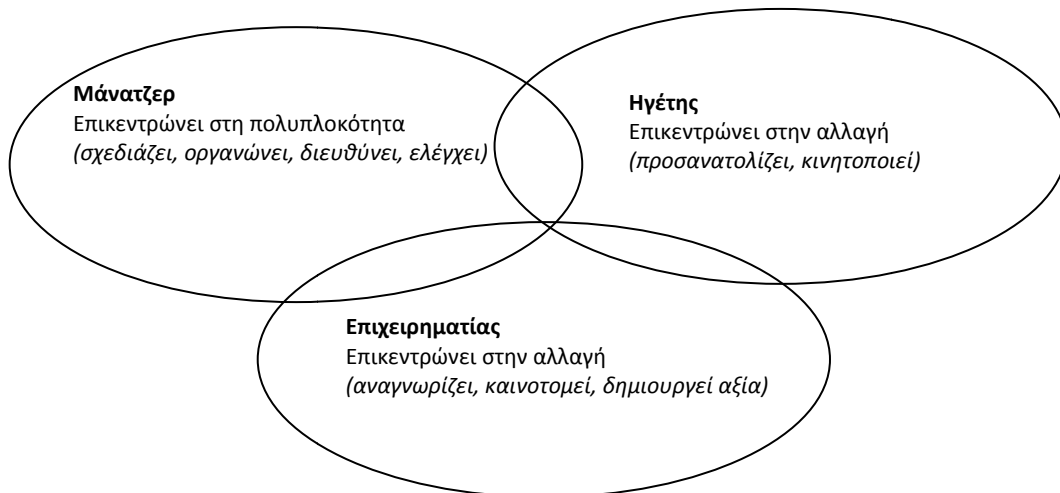 Μάνατζερ
Επικεντρώνει στη πολυπλοκότητα
(σχεδιάζει, οργανώνει, διευθύνει, ελέγχει)
Ηγέτης
Επικεντρώνει στην αλλαγή
(προσανατολίζει, κινητοποιεί)
Επιχειρηματίας
Επικεντρώνει στην αλλαγή
(αναγνωρίζει, καινοτομεί, δημιουργεί αξία)